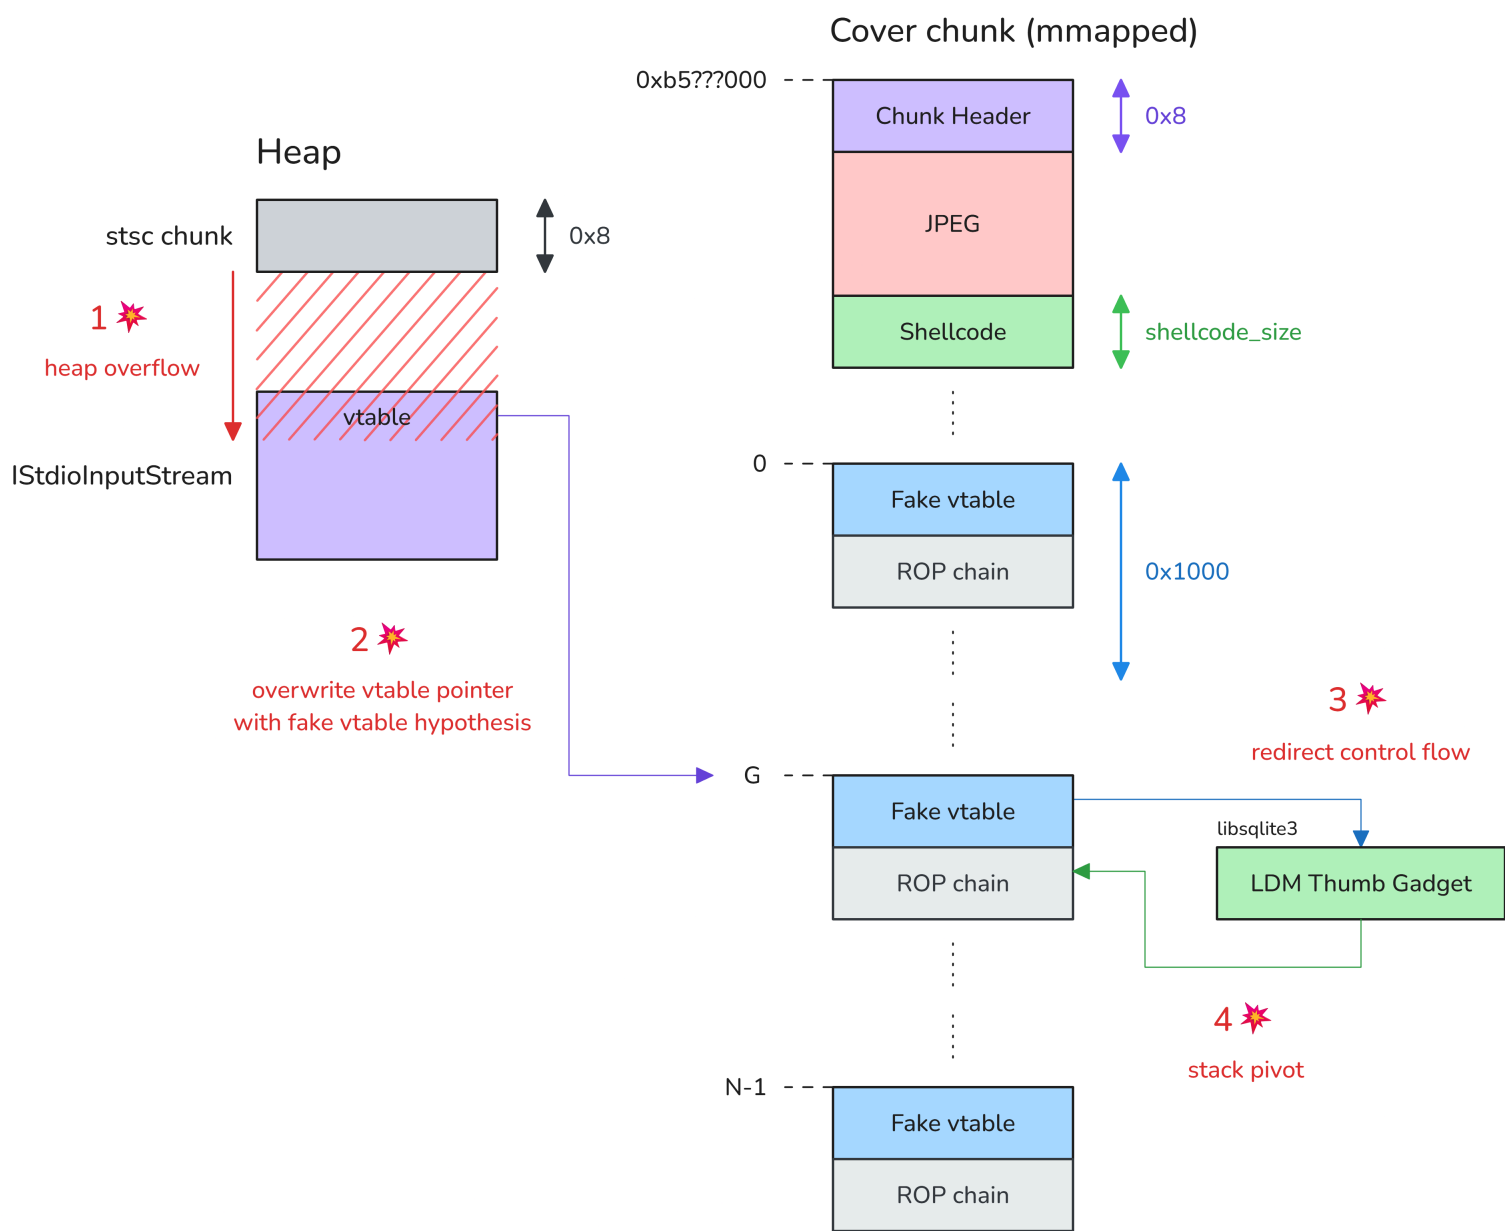 Cover chunk (mmapped)
0xb5???000
Chunk Header
0x8
JPEG
Shellcode
shellcode_size
Heap
stsc chunk
0x8
1
heap overflow
vtable
IStdioInputStream
2
overwrite vtable pointer
with fake vtable hypothesis
0
Fake vtable
ROP chain
0x1000
3
redirect control flow
G
Fake vtable
ROP chain
libsqlite3
LDM Thumb Gadget
4
stack pivot
N-1
Fake vtable
ROP chain